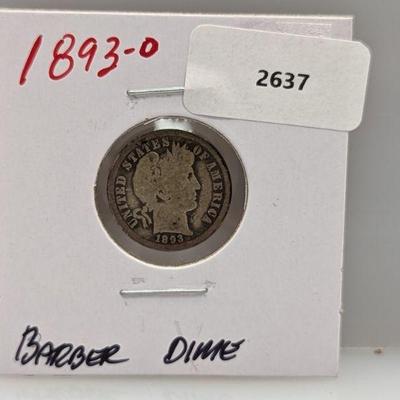 1893-O
2637
UNITED STATES OF AMERICA
1893
BARBER DIME